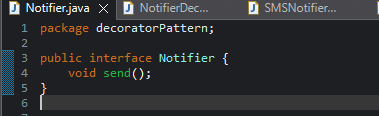 Notifier.java NotifierDec... SMSNotifier...
1 package decoratorPattern;
2
3 public interface Notifier {
4 void send();
5 }
6